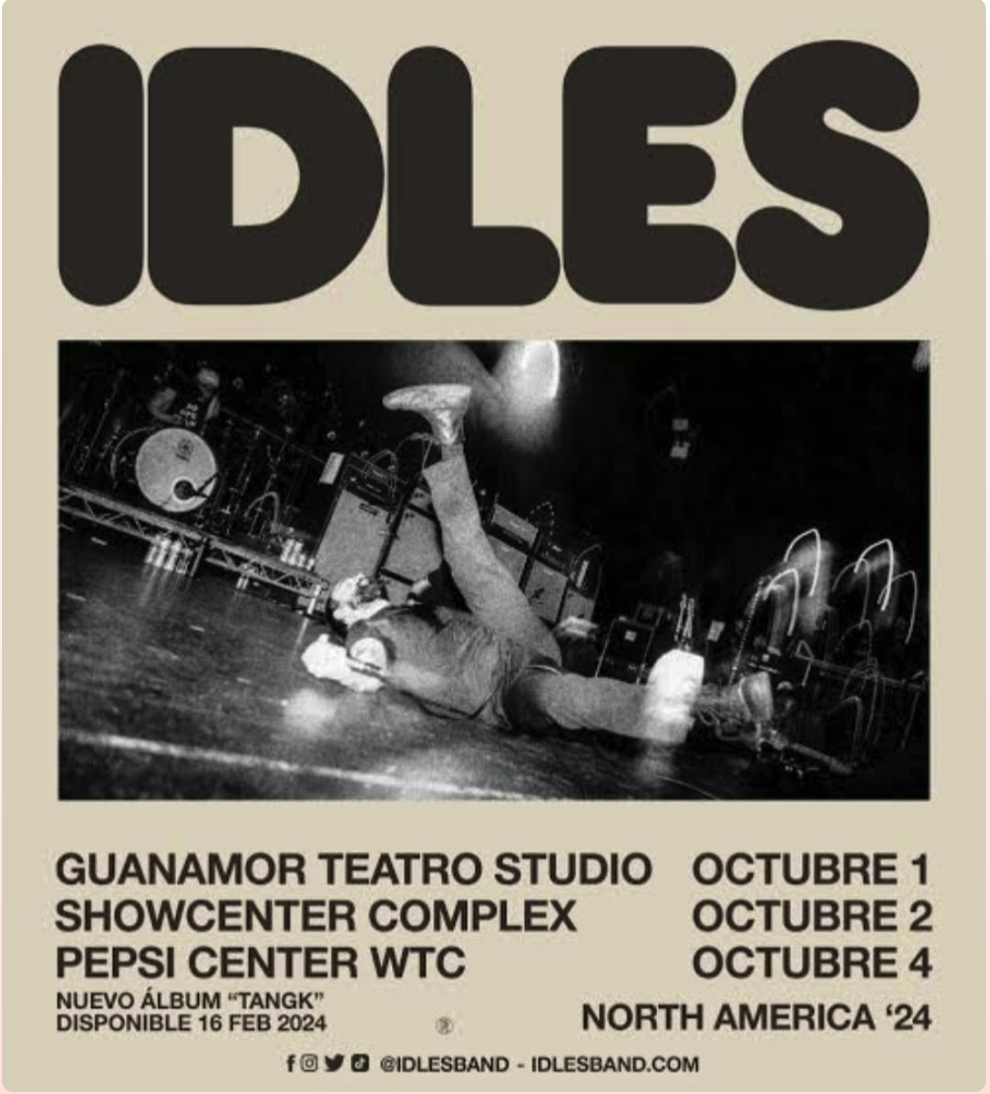 IDLES
GUANAMOR TEATRO STUDIO OCTUBRE 1
SHOWCENTER COMPLEX OCTUBRE 2
PEPSI CENTER WTC OCTUBRE 4
NUEVO ÁLBUM “TANGK”
DISPONIBLE 16 FEB 2024
NORTH AMERICA ‘24
@IDLESBAND - IDLESBAND.COM